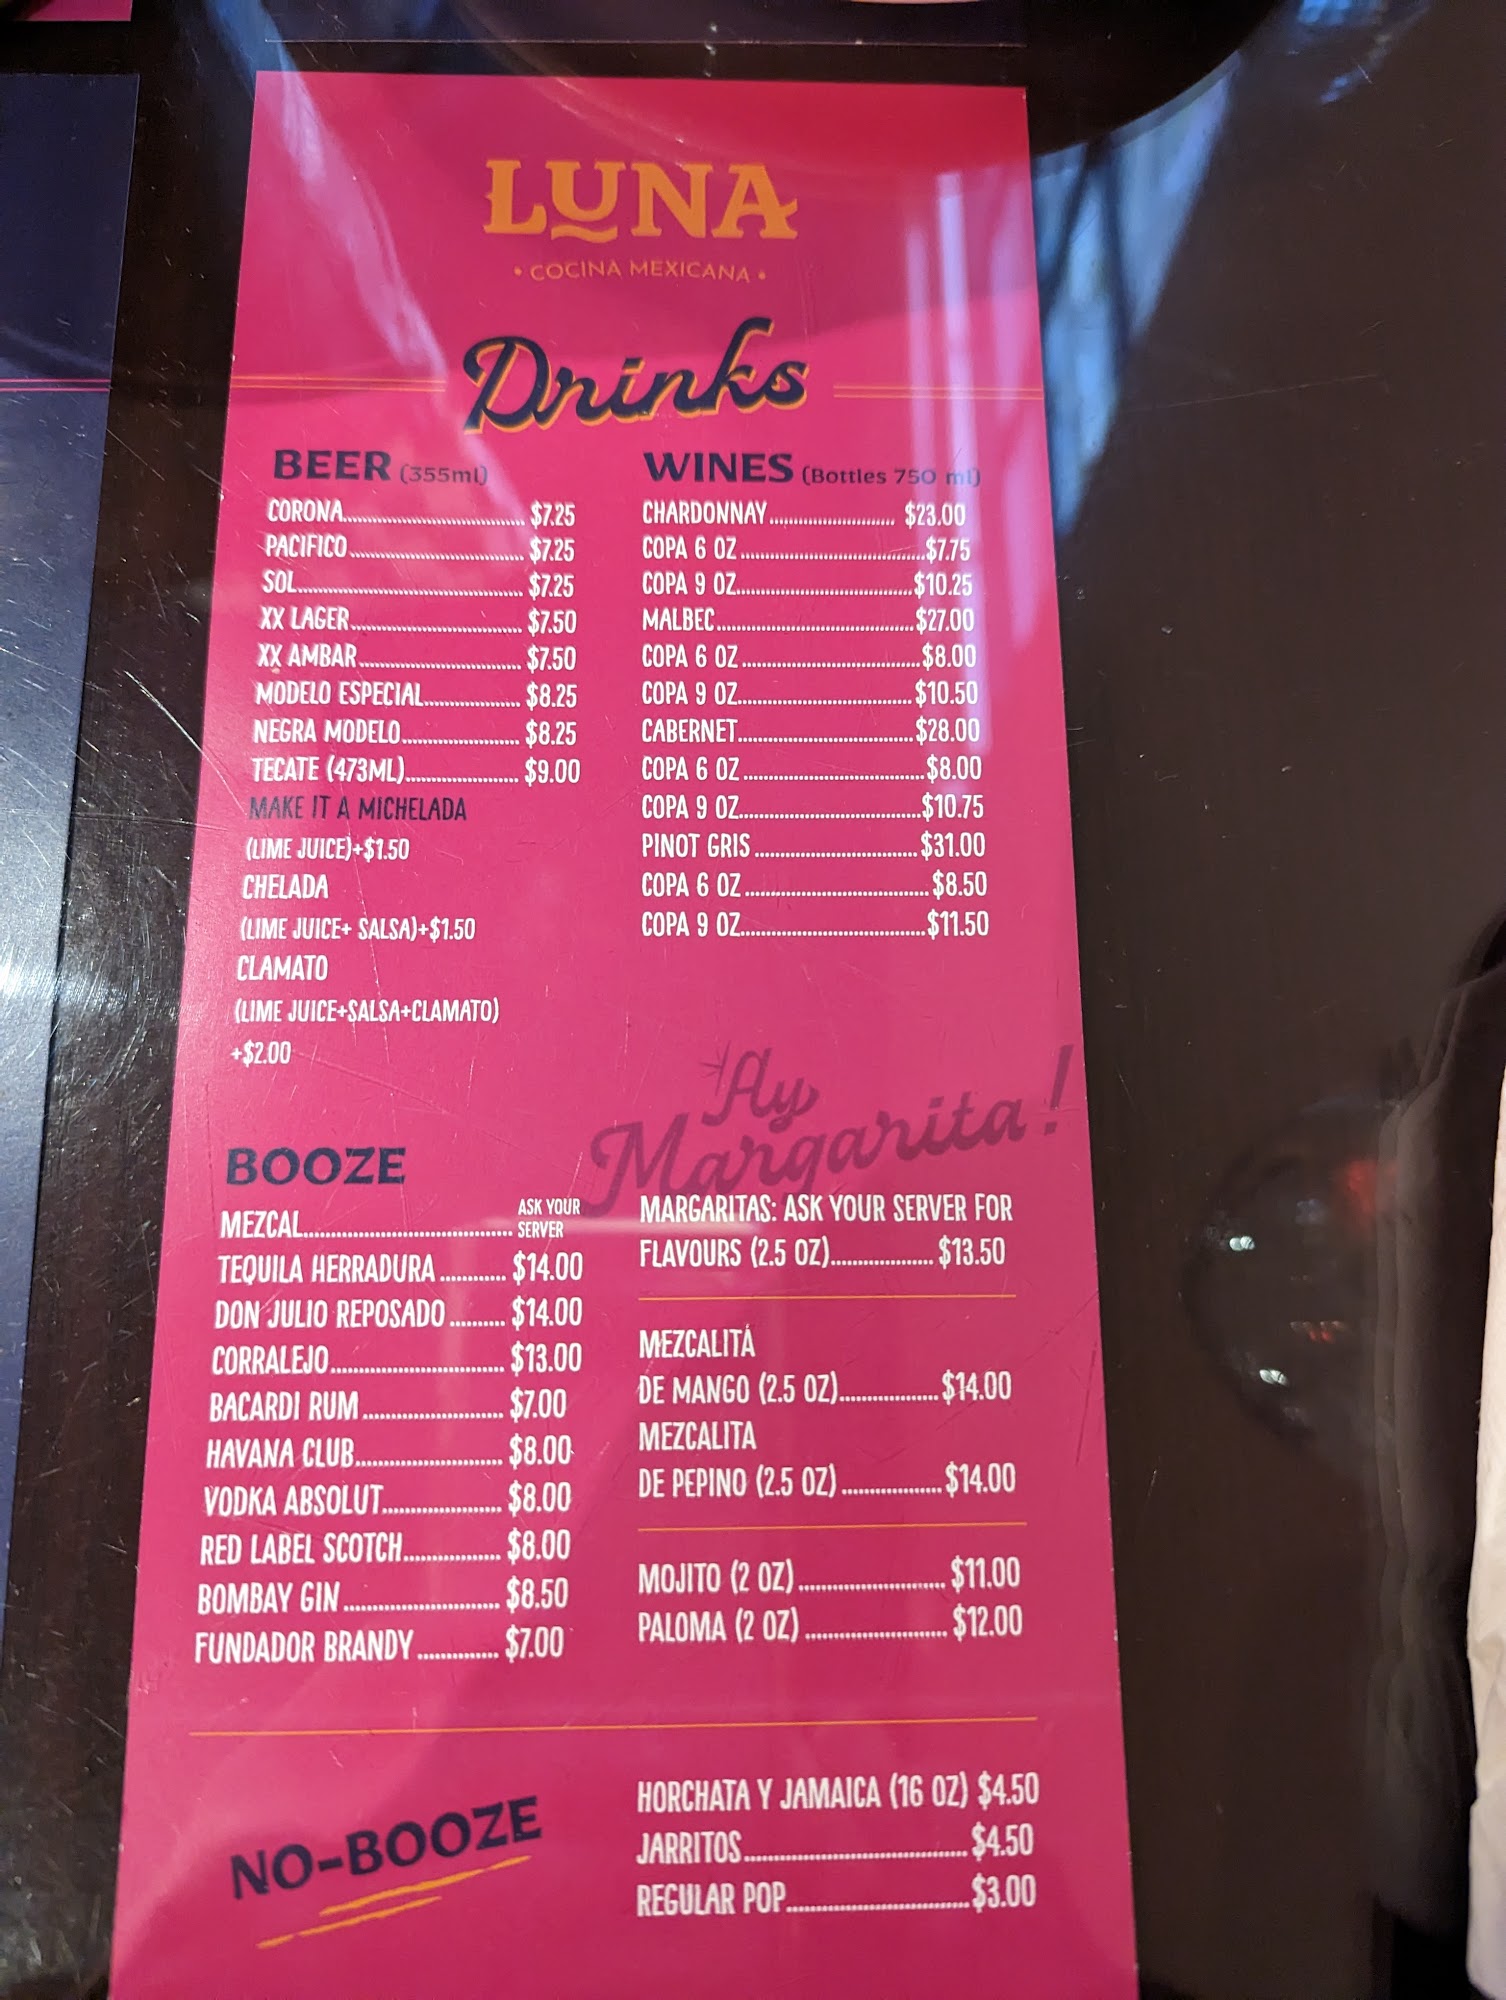 LUNA
• COCINA MEXICANA •
Drinks
BEER (355ml)
CORONA........ $7.25
PACIFICO........ $7.25
SOL........ $7.25
XX LAGER........ $7.50
XX AMBAR........ $7.50
MODELO ESPECIAL........ $8.25
NEGRA MODELO........ $8.25
TECATE (473ML)........ $9.00
MAKE IT A MICHELADA
(LIME JUICE)+$1.50
CHELADA
(LIME JUICE+ SALSA)+$1.50
CLAMATO
(LIME JUICE+SALSA+CLAMATO)
+$2.00
WINES (Bottles 750 ml)
CHARDONNAY........ $23.00
COPA 6 OZ........$7.75
COPA 9 OZ........$10.25
MALBEC........$27.00
COPA 6 OZ........$8.00
COPA 9 OZ........$10.50
CABERNET........$28.00
COPA 6 OZ........$8.00
COPA 9 OZ........$10.75
PINOT GRIS........$31.00
COPA 6 OZ........$8.50
COPA 9 OZ........$11.50
BOOZE
MEZCAL........ ASK YOUR
SERVER
TEQUILA HERRADURA........ $14.00
DON JULIO REPOSADO........ $14.00
CORRALEJO........ $13.00
BACARDI RUM........ $7.00
HAVANA CLUB........ $8.00
VODKA ABSOLUT........ $8.00
RED LABEL SCOTCH........ $8.00
BOMBAY GIN........ $8.50
FUNDADOR BRANDY........ $7.00
Ay
Margarita!
MARGARITAS: ASK YOUR SERVER FOR
FLAVOURS (2.5 OZ)........ $13.50
MEZCALITÁ
DE MANGO (2.5 OZ)........ $14.00
MEZCALITA
DE PEPINO (2.5 OZ)........ $14.00
MOJITO (2 OZ)........ $11.00
PALOMA (2 OZ)........ $12.00
NO-BOOZE
HORCHATA Y JAMAICA (16 OZ) $4.50
JARRITOS........ $4.50
REGULAR POP........ $3.00